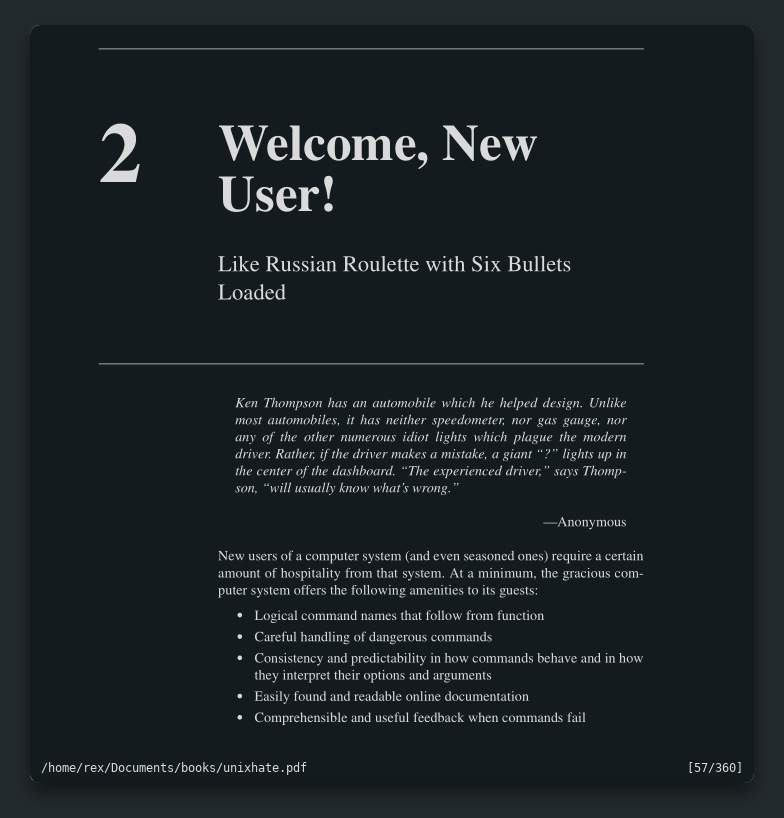 2
Welcome, New
User!
Like Russian Roulette with Six Bullets
Loaded
Ken Thompson has an automobile which he helped design. Unlike
most automobiles, it has neither speedometer, nor gas gauge, nor
any of the other numerous idiot lights which plague the modern
driver. Rather, if the driver makes a mistake, a giant “?” lights up in
the center of the dashboard. “The experienced driver,” says Thomp-
son, “will usually know what’s wrong.”
—Anonymous
New users of a computer system (and even seasoned ones) require a certain
amount of hospitality from that system. At a minimum, the gracious com-
puter system offers the following amenities to its guests:
• Logical command names that follow from function
• Careful handling of dangerous commands
• Consistency and predictability in how commands behave and in how
they interpret their options and arguments
• Easily found and readable online documentation
• Comprehensible and useful feedback when commands fail
/home/rex/Documents/books/unixhate.pdf [57/360]